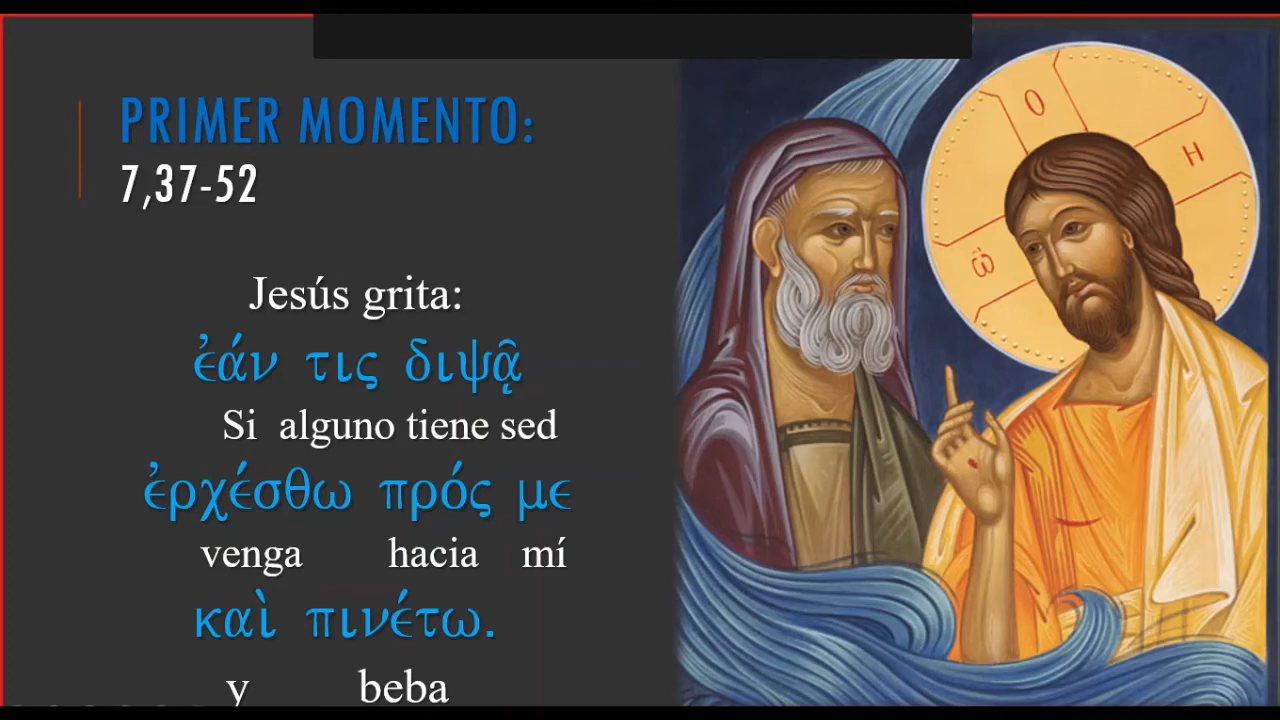 PRIMER MOMENTO:
7,37-52
Jesús grita:
ἐάν τις διψᾷ
Si alguno tiene sed
ἐρχέσθω πρός με
venga hacia mí
καὶ πινέτω.
y beba
ὁ
Η
ὤ